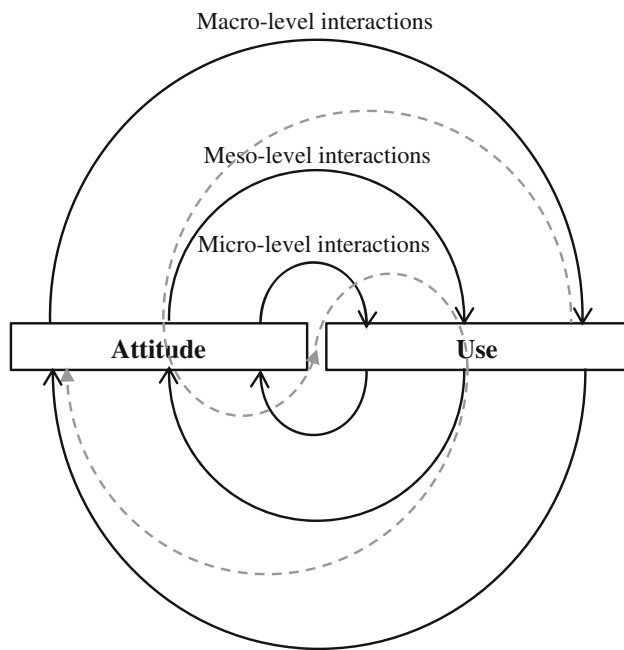 Macro-level interactions
Meso-level interactions
Micro-level interactions
Attitude
Use